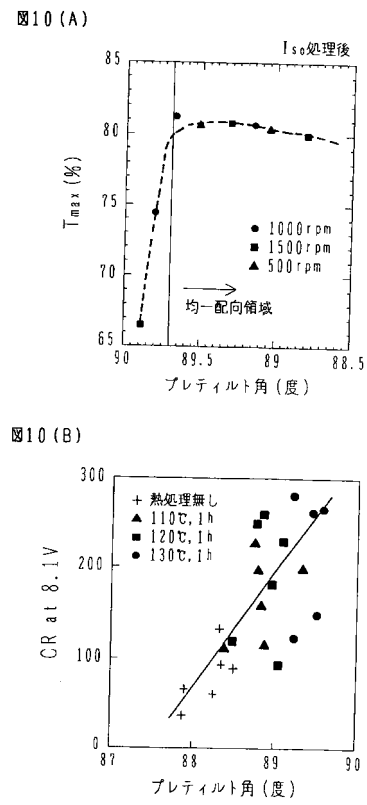 図10(A)
Iso処理後
85
80
75
70
65
Tmax(%)
● 1000rpm
■ 1500rpm
▲ 500rpm
均一配向領域
90 89.5 89 88.5
プレティルト角(度)
図10(B)
300
200
100
0
CR at 8.1V
+ 熱処理無し
▲ 110℃,1h
■ 120℃,1h
● 130℃,1h
87 88 89 90
プレティルト角(度)